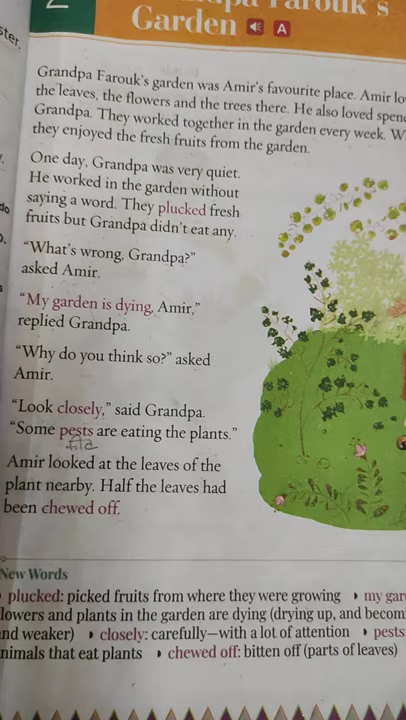 2
Farouk's
Garden
A
ster.
Grandpa Farouk's garden was Amir's favourite place. Amir lo
the leaves, the flowers and the trees there. He also loved spen
Grandpa. They worked together in the garden every week. W
they enjoyed the fresh fruits from the garden.
One day, Grandpa was very quiet.
He worked in the garden without
do
saying a word. They plucked fresh
fruits but Grandpa didn't eat any.
"What's wrong, Grandpa?"
asked Amir.
"My garden is dying, Amir,"
replied Grandpa.
"Why do you think so?" asked
Amir.
"Look closely," said Grandpa.
"Some pests are eating the plants."
Amir looked at the leaves of the
plant nearby. Half the leaves had
been chewed off.
New Words
plucked: picked fruits from where they were growing my gar
lowers and plants in the garden are dying (drying up, and becom
nd weaker) closely: carefully—with a lot of attention pests
nimals that eat plants chewed off: bitten off (parts of leaves)